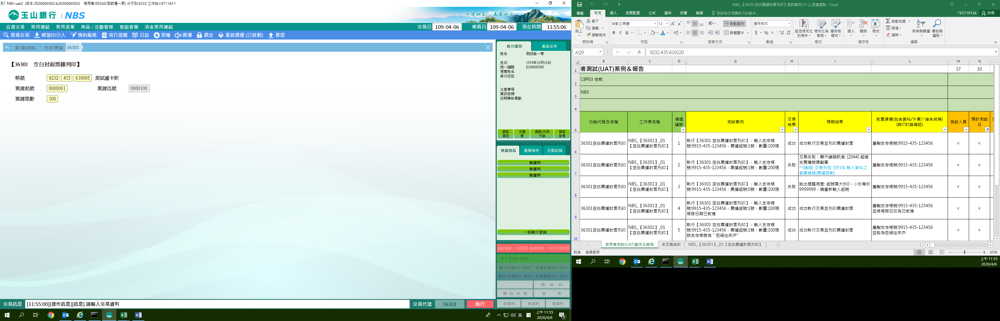 NBS-uat2 (版本:2020040302.b2020040302) 使用者:00242(測試櫃一辰) 分行別:9232 工作站:L9711A11
玉山銀行 | NBS
心清如玉 義重如山
自選交易 常用連結 常用表單 商品 / 活動管理 智能客服 消金常用連結
交易日 109-04-06 帳務日 109-04-06 現在時間 11:55:06
搜尋交易 帳號ID引入 預約服務 蒞行提醒 日誌 授權 廣播 鎖定 重啟週邊 (已啟動) 簽退
單/摺(補換.. 支存/票據 36301
【36301 空白封面票據列印】
帳號 9232 435 610095 測試盧卡斯
票據起號 0000001 票據迄號 0000100
票據張數 100
身分識別 產品往來
姓名 測試施一寒
生日 1974年10月10日
統一編號 E199000580
理專姓名
身分註記
注意事項
簡訊密碼
近期事故異動
顧客資訊 手續費 通路/共同行銷 顧客影像
推薦商品 重要事件 互動記錄
無資料
無資料
無資料
一般轉介登錄
服務號碼: 0000 等候時間: 00分00秒
V I P:0人 00分
個人交易:0人 00分 企業交易:0人 00分
開戶/申請:0人 00分 外匯業務:0人 00分
再 呼 叫
預 約 叫 號 結 束
無資料 無資料 無資料
交易訊息 [11:55:00][操作訊息][訊息] 請輸入交易資料 交易代號 36301 執行
英 上午 11:55
2020/4/6
3
NBS_【36301空白票據封面列印】測試案例_V1.2_測資盤點 - Excel
檔案 常用 插入 版面配置 公式 資料 校閱 檢視 告訴我您想要執行的動作... TEST19134 共用
貼上 剪下 複製 複製格式 剪貼簿
微軟正黑體 12 B I U 字型
自動換列 跨欄置中 對齊方式
通用格式 $ % 數值
設定格式化的條件 格式化為表格 儲存格樣式 樣式
插入 刪除 格式 儲存格
自動加總 填滿 清除 排序與篩選 尋找與選取 編輯
AQ9 fx 9232-435-610120
B C D G H I L M N
1 者測試(UAT)案例＆報告 17 10
2 CBP03 存款
3 NBS
4
5 功能代號及名稱 工作表名稱 情境編號 測試案例 交易結果 預期結果 前置準備(包含資料/外圍介接系統等)(與IT討論確認) 測試人員 預計測試日
6 36301空白票據封面列印 NBS_【36301】_01【空白票據封面列印】 1 執行【36301 空白票據封面列印】，輸入支存帳號:9915-435-123456，票據起號:1號，數量:100張 成功 成功執行交易並列印票據封面 產製支存帳號:9915-435-123456 V V
7 36301空白票據封面列印 NBS_【36301】_01【空白票據封面列印】 2 執行【36301 空白票據封面列印】，輸入支存帳號:9915-435-123456，票據起號:1號，數量:200張 失敗 交易失敗，顯示錯誤訊息: [2044] 超過支票簿號碼範圍
**[錯誤] 交易失敗: [0918] 輸入資料之範圍錯誤(票據張數) 產製支存帳號:9915-435-123456 V V
8 36301空白票據封面列印 NBS_【36301】_01【空白票據封面列印】 3 執行【36301 空白票據封面列印】，輸入支存帳號:9915-435-123456，票據起號:0號，數量:100張 失敗 跳出提醒視窗: 起號需大於0，小於等於9999999，請重新輸入起號 產製支存帳號:9915-435-123456 V V
9 36301空白票據封面列印 NBS_【36301】_01【空白票據封面列印】 4 執行【36301 空白票據封面列印】，輸入支存帳號:9915-435-123456，票據起號:1號，數量:100張 帳務日期已前進 成功 成功執行交易並列印票據封面 產製支存帳號:9915-435-123456 並將帳務日改為已前進 V V
10 36301空白票據封面列印 NBS_【36301】_01【空白票據封面列印】 5 執行【36301 空白票據封面列印】，輸入支存帳號:9915-435-123456，票據起號:1號，數量:100張 該支存帳號為 " 拒絕往來戶" 成功 成功執行交易並列印票據封面 產製支存帳號:9915-435-123456 並設為拒絕往來戶 V V
使用者測試(UAT)案例＆報告 本交易統計 NBS_【36301】_01【空白票據封面列印】
就緒 循環參照 85%
上午 11:55
2020/4/6